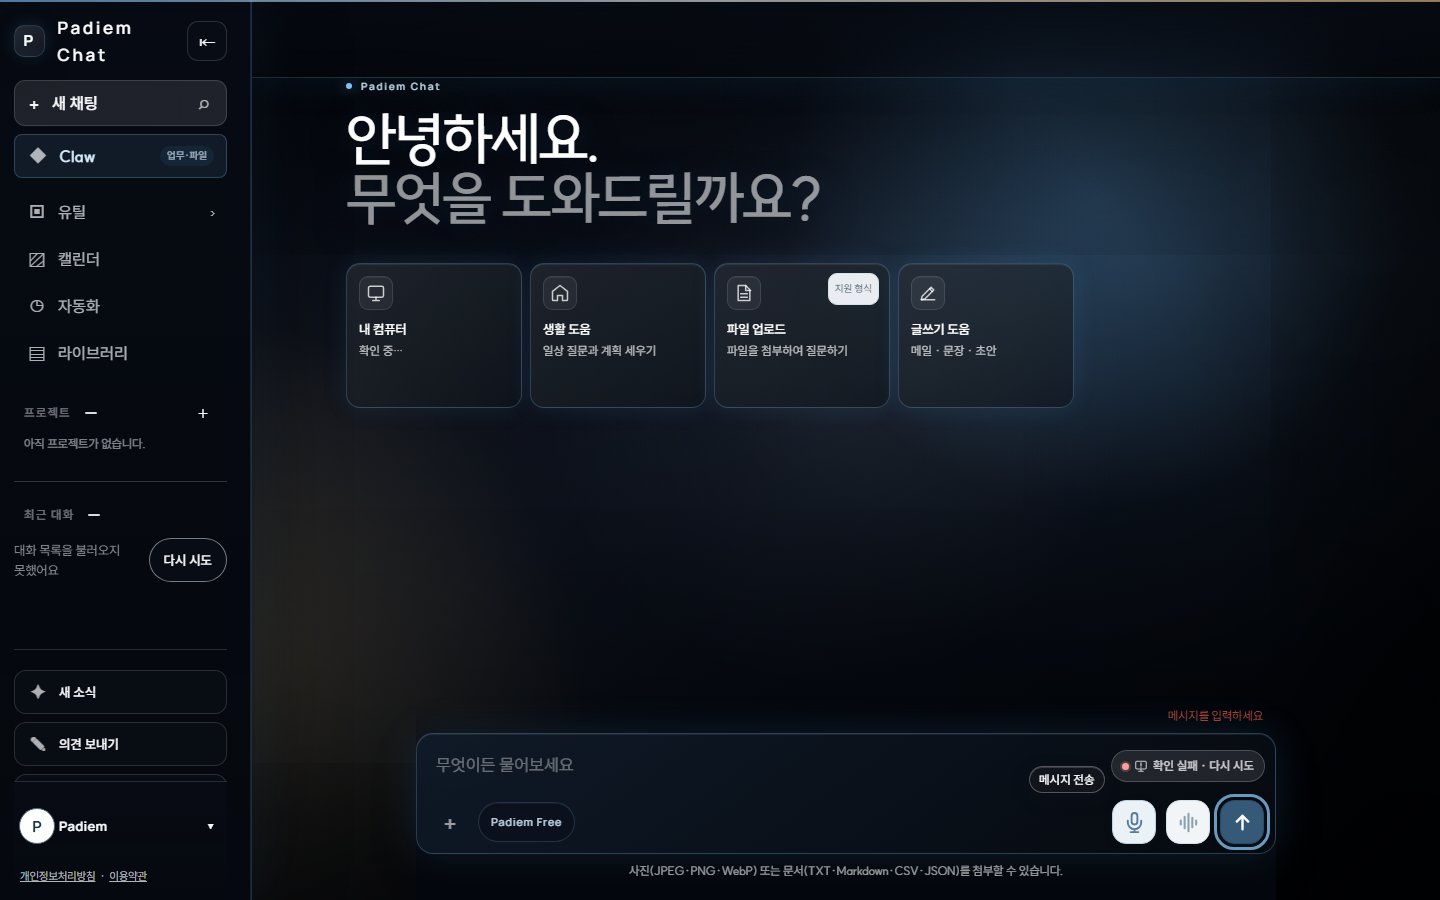 P
Padiem
Chat
+ 새 채팅
Claw
업무·파일
유틸
캘린더
자동화
라이브러리
프로젝트
+
아직 프로젝트가 없습니다.
최근 대화
대화 목록을 불러오지
못했어요
다시 시도
새 소식
의견 보내기
P
Padiem
개인정보처리방침 · 이용약관
Padiem Chat
안녕하세요.
무엇을 도와드릴까요?
내 컴퓨터
확인 중…
생활 도움
일상 질문과 계획 세우기
지원 형식
파일 업로드
파일을 첨부하여 질문하기
글쓰기 도움
메일 · 문장 · 초안
메시지를 입력하세요
무엇이든 물어보세요
확인 실패 · 다시 시도
메시지 전송
+
Padiem Free
사진(JPEG·PNG·WebP) 또는 문서(TXT·Markdown·CSV·JSON)를 첨부할 수 있습니다.